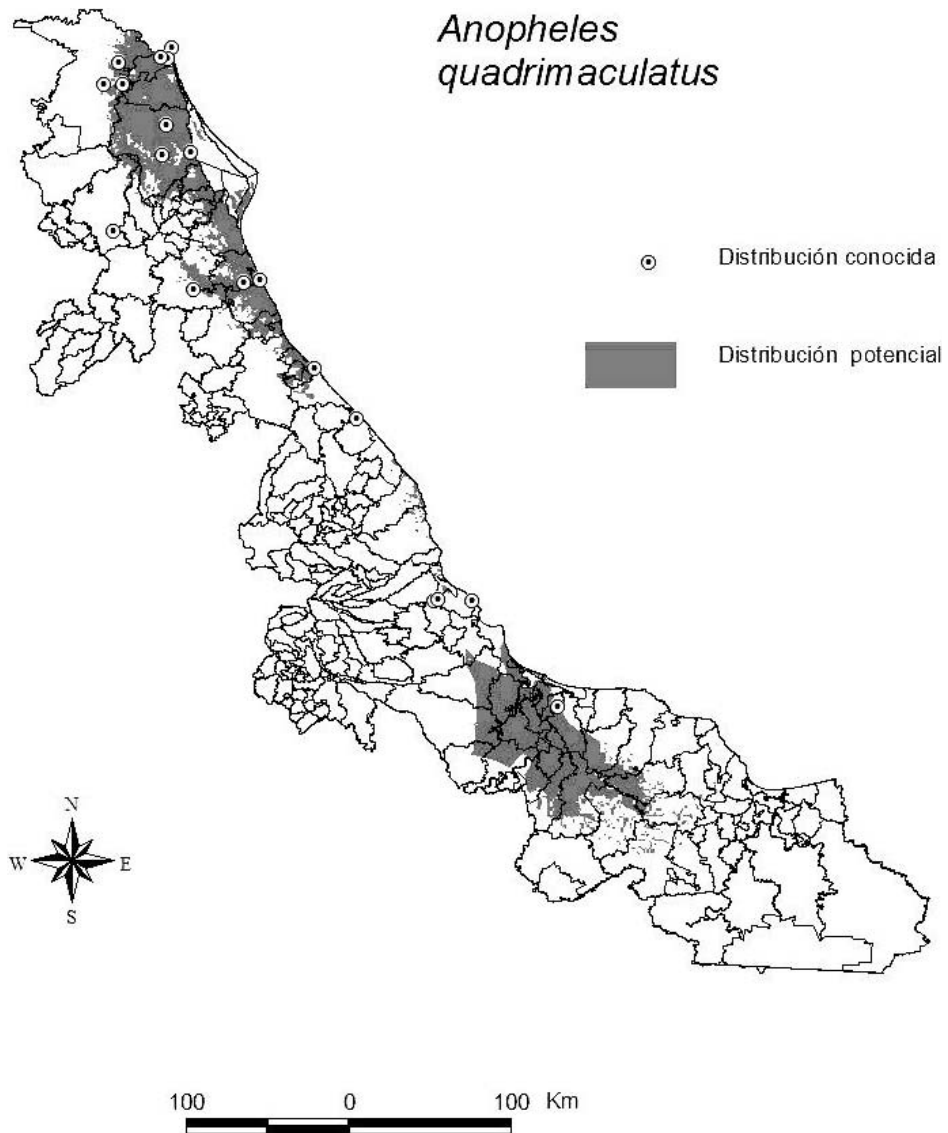 Anopheles
quadrimaculatus
Distribución conocida
Distribución potencial
N
W E
S
100 0 100 Km